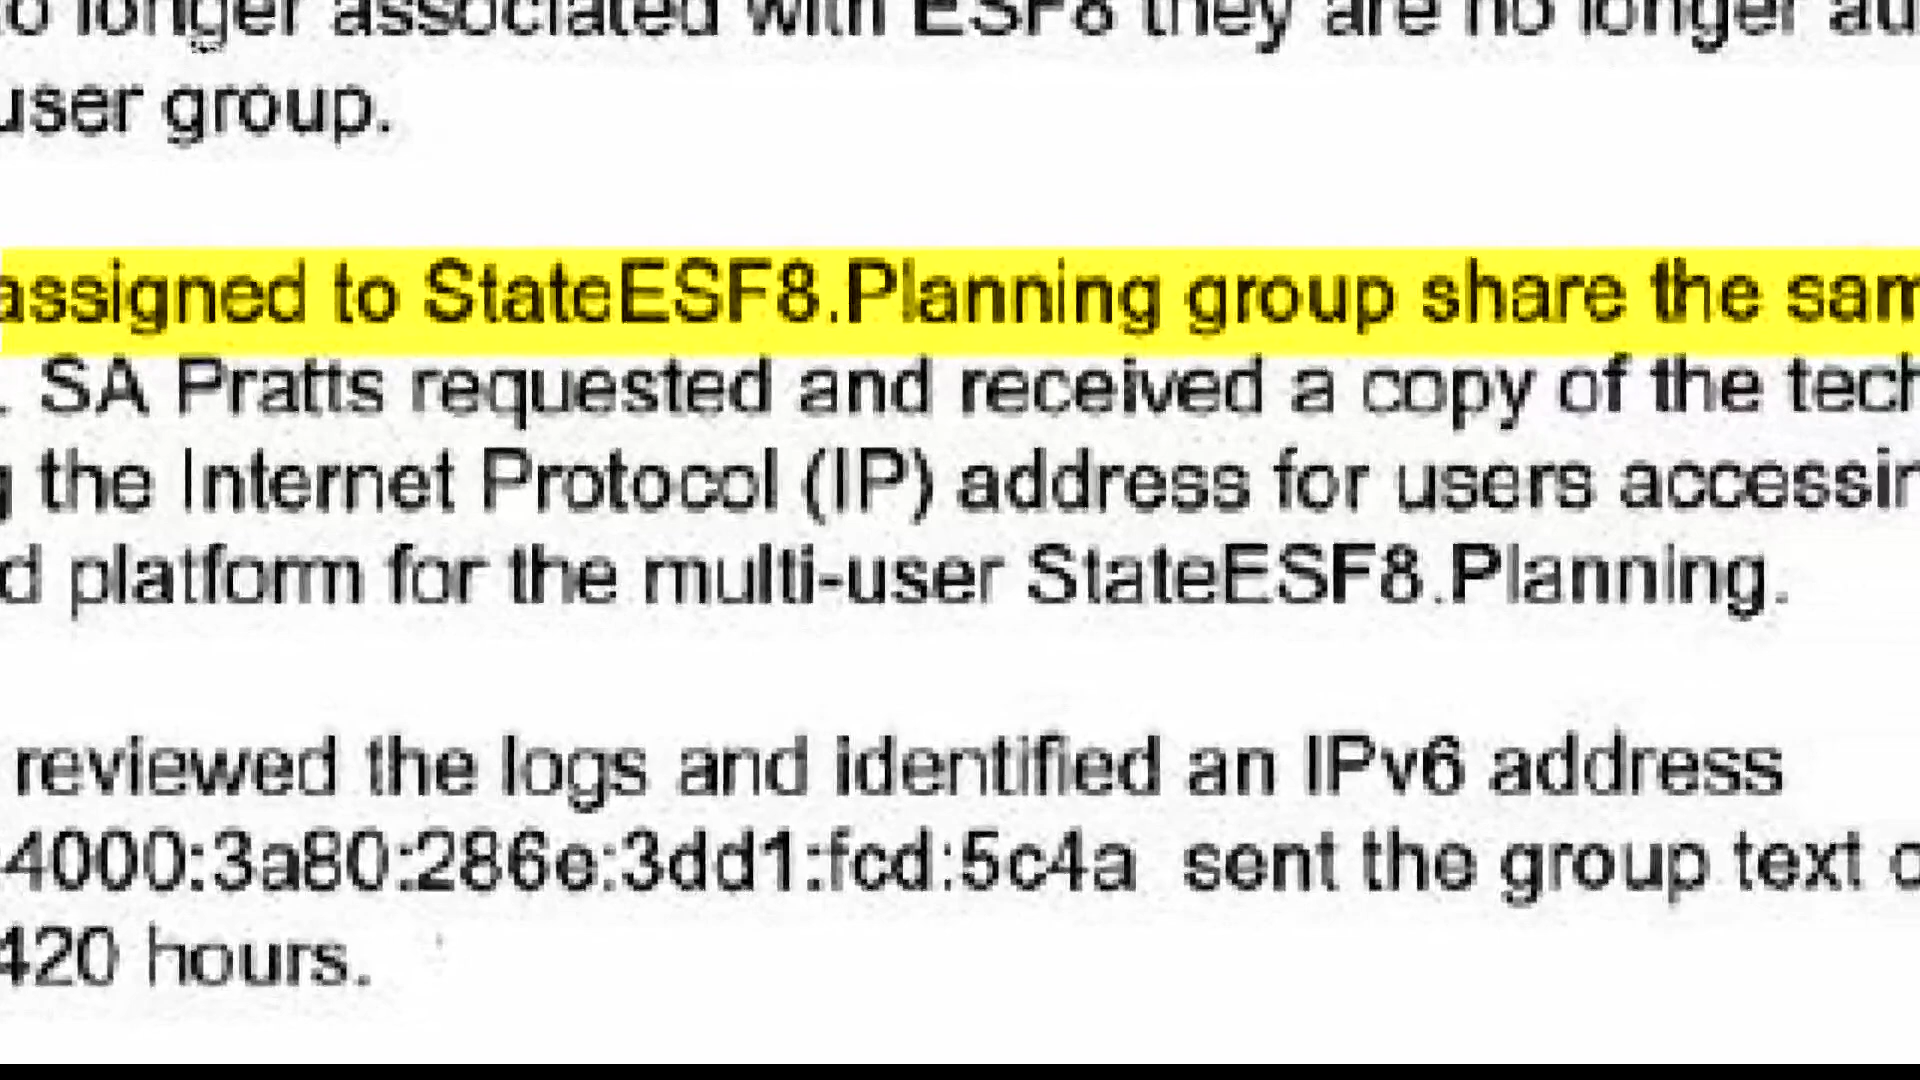 o longer associated with ESF8 they are no longer au
user group.
assigned to StateESF8.Planning group share the sam
. SA Pratts requested and received a copy of the tech
g the Internet Protocol (IP) address for users accessin
d platform for the multi-user StateESF8.Planning.
reviewed the logs and identified an IPv6 address
:4000:3a80:286e:3dd1:fcd:5c4a sent the group text o
420 hours.